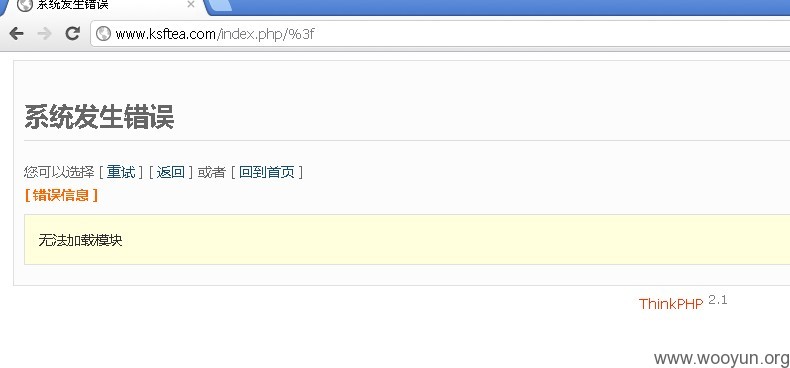 系统发生错误
www.ksftea.com/index.php/%3f
系统发生错误
您可以选择 [ 重试 ] [ 返回 ] 或者 [ 回到首页 ]
[ 错误信息 ]
无法加载模块
ThinkPHP 2.1
www.wooyun.org